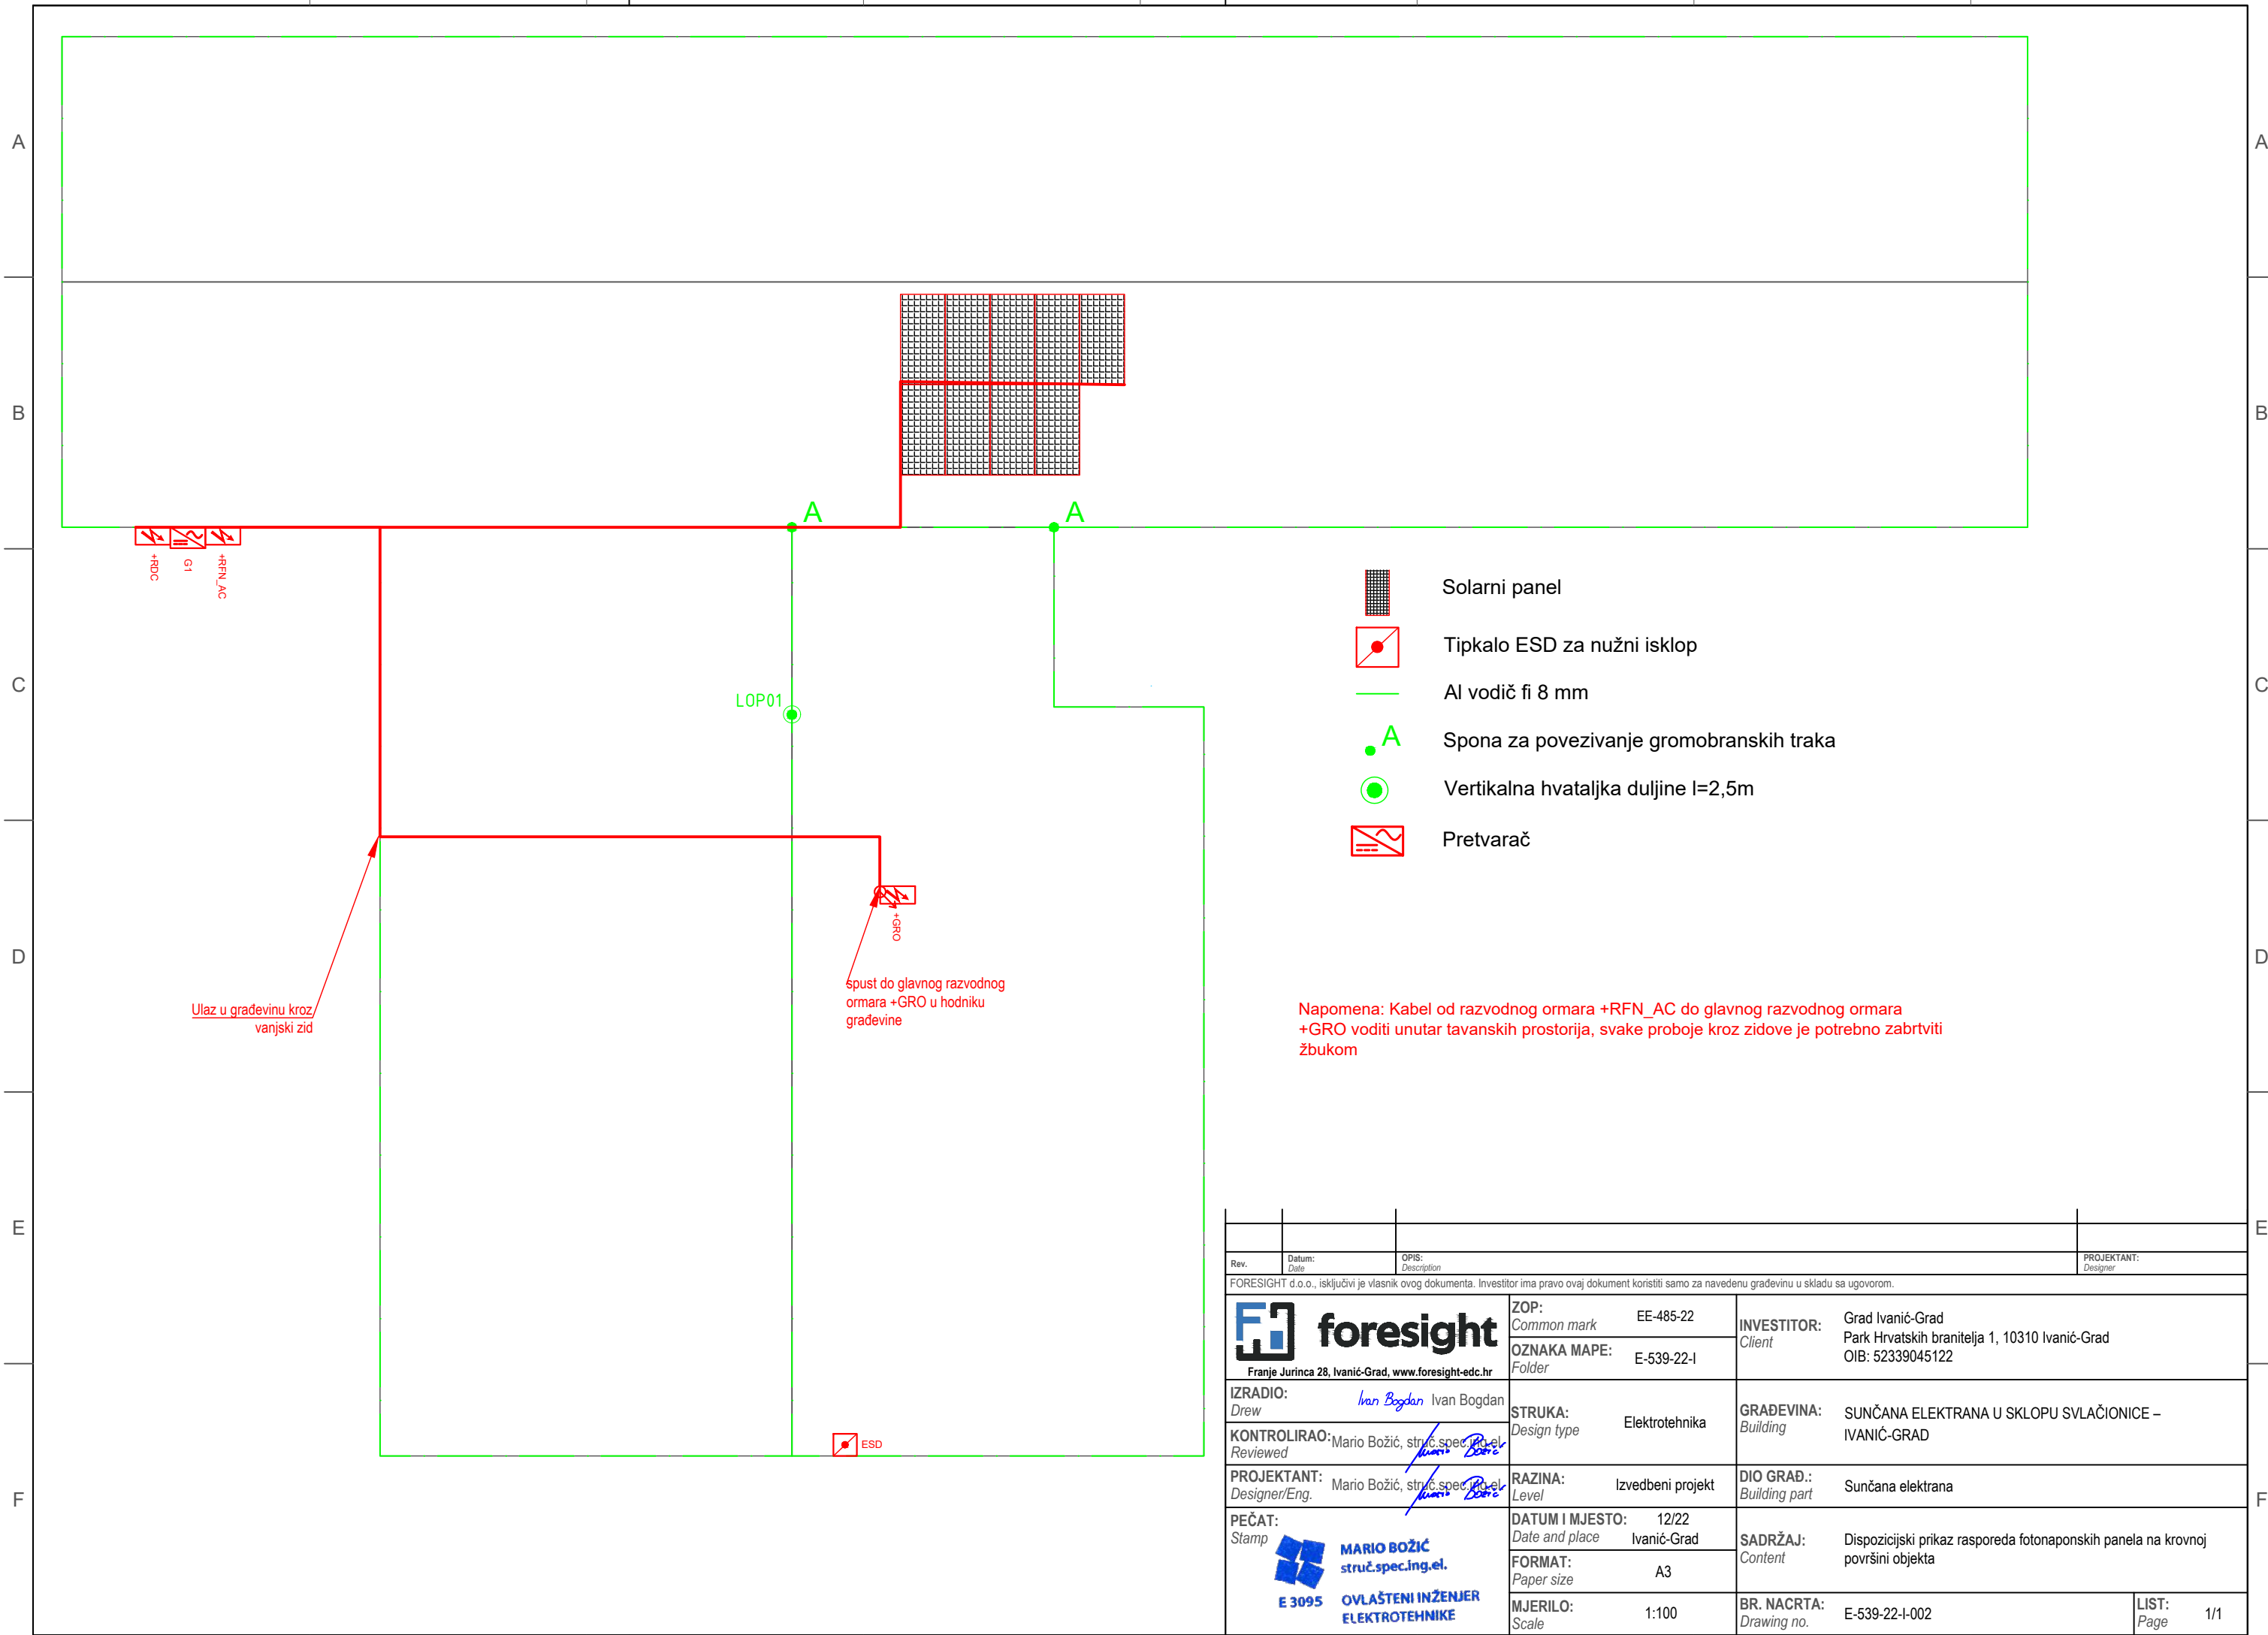 A
A
A
A
B
B
+RDC
G1
+RFN_AC
Solarni panel
Tipkalo ESD za nužni isklop
C
C
Al vodič fi 8 mm
LOP01
A
Spona za povezivanje gromobranskih traka
Vertikalna hvataljka duljine l=2,5m
Pretvarač
+GRO
D
D
spust do glavnog razvodnog
ormara +GRO u hodniku
građevine
Ulaz u građevinu kroz
vanjski zid
Napomena: Kabel od razvodnog ormara +RFN_AC do glavnog razvodnog ormara
+GRO voditi unutar tavanskih prostorija, svake proboje kroz zidove je potrebno zabrtviti
žbukom
E
E
Rev.
Datum:
Date
OPIS:
Description
PROJEKTANT:
Designer
FORESIGHT d.o.o., isključivi je vlasnik ovog dokumenta. Investitor ima pravo ovaj dokument koristiti samo za navedenu građevinu u skladu sa ugovorom.
foresight
Franje Jurinca 28, Ivanić-Grad, www.foresight-edc.hr
ZOP:
Common mark
EE-485-22
OZNAKA MAPE:
Folder
E-539-22-I
INVESTITOR:
Client
Grad Ivanić-Grad
Park Hrvatskih branitelja 1, 10310 Ivanić-Grad
OIB: 52339045122
IZRADIO:
Drew
Ivan Bogdan Ivan Bogdan
KONTROLIRAO:
Reviewed
Mario Božić, struč.spec.ing.el.
Mario Božić
STRUKA:
Design type
Elektrotehnika
GRAĐEVINA:
Building
SUNČANA ELEKTRANA U SKLOPU SVLAČIONICE –
IVANIĆ-GRAD
ESD
F
F
PROJEKTANT:
Designer/Eng.
Mario Božić, struč.spec.ing.el.
Mario Božić
RAZINA:
Level
Izvedbeni projekt
DIO GRAĐ.:
Building part
Sunčana elektrana
PEČAT:
Stamp
MARIO BOŽIĆ
struč.spec.ing.el.
E 3095
OVLAŠTENI INŽENJER
ELEKTROTEHNIKE
DATUM I MJESTO:
Date and place
12/22
Ivanić-Grad
FORMAT:
Paper size
A3
MJERILO:
Scale
1:100
SADRŽAJ:
Content
Dispozicijski prikaz rasporeda fotonaponskih panela na krovnoj
površini objekta
BR. NACRTA:
Drawing no.
E-539-22-I-002
LIST:
Page
1/1